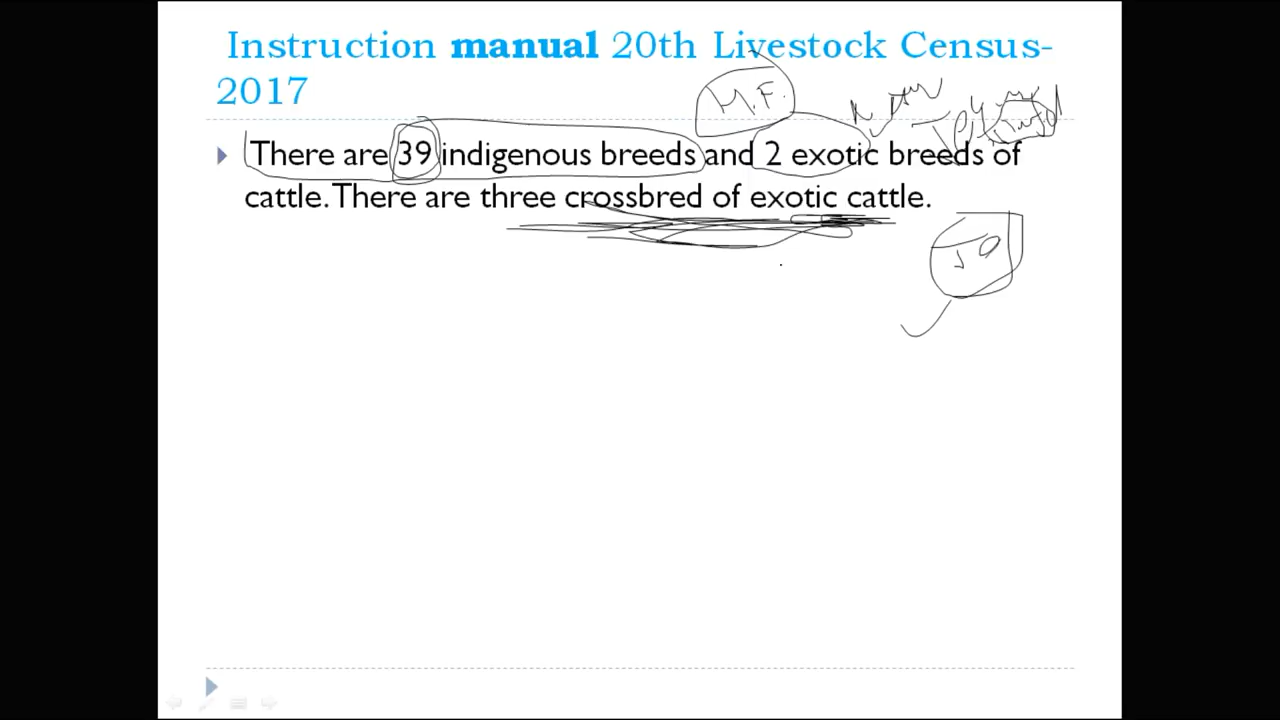 Instruction manual 20th Livestock Census-
2017
H.F.
There are 39 indigenous breeds and 2 exotic breeds of
cattle. There are three crossbred of exotic cattle.